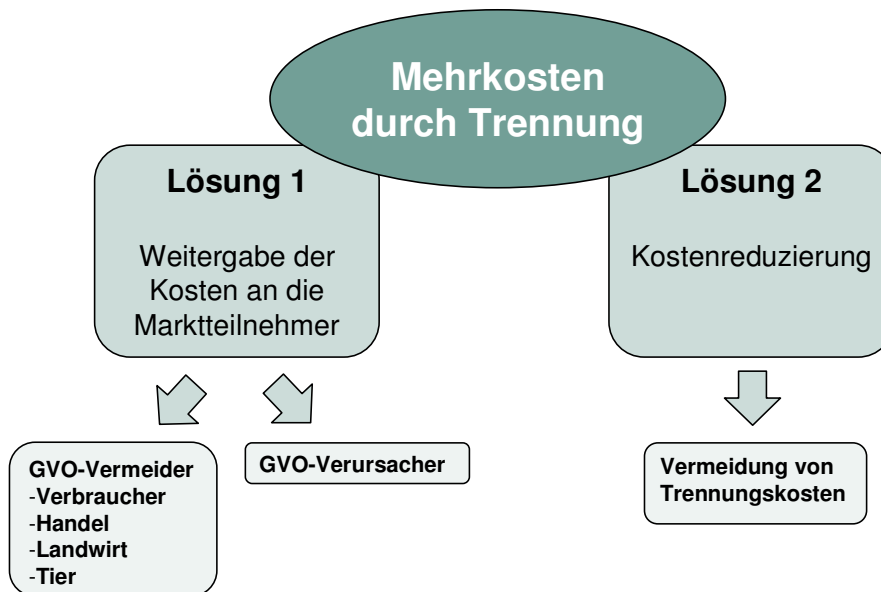 Mehrkosten
durch Trennung
Lösung 1
Weitergabe der
Kosten an die
Marktteilnehmer
Lösung 2
Kostenreduzierung
GVO-Vermeider
-Verbraucher
-Handel
-Landwirt
-Tier
GVO-Verursacher
Vermeidung von
Trennungskosten